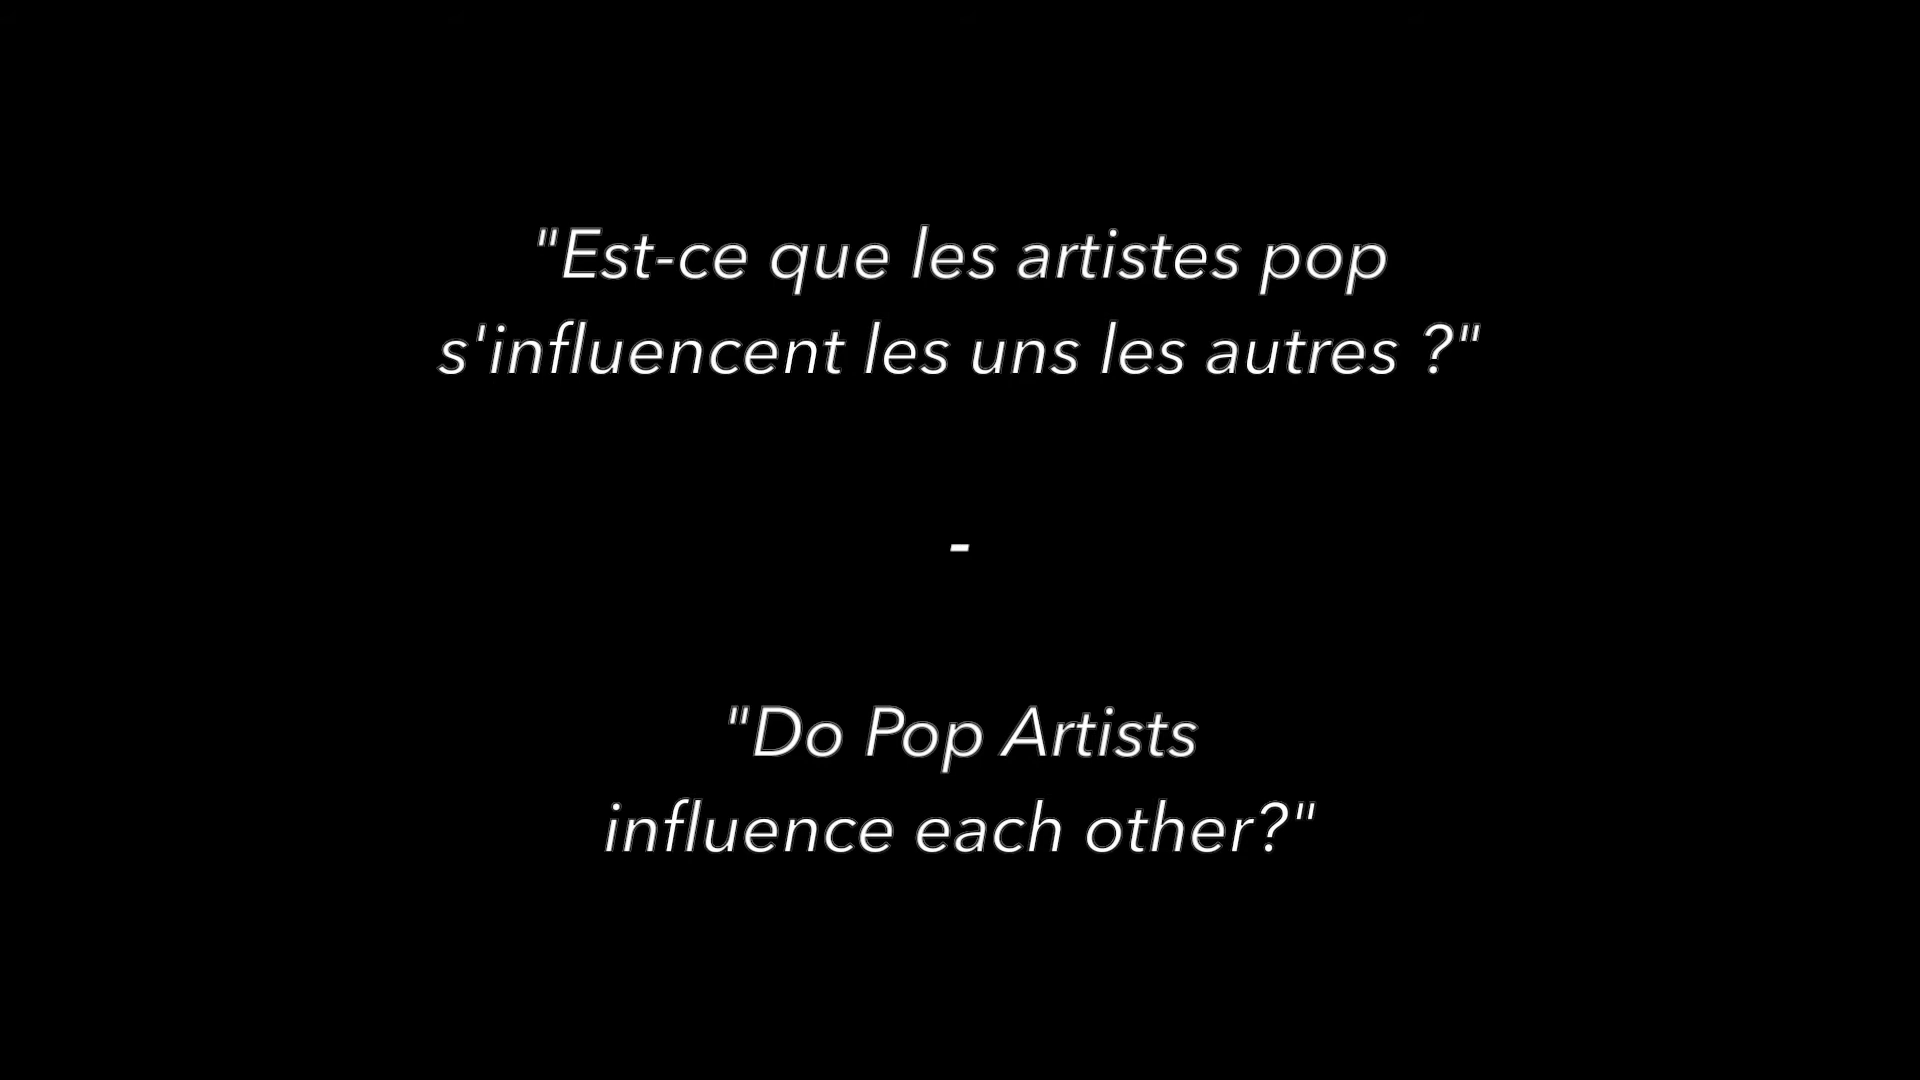 "Est-ce que les artistes pop
s'influencent les uns les autres ?"
-
"Do Pop Artists
influence each other?"